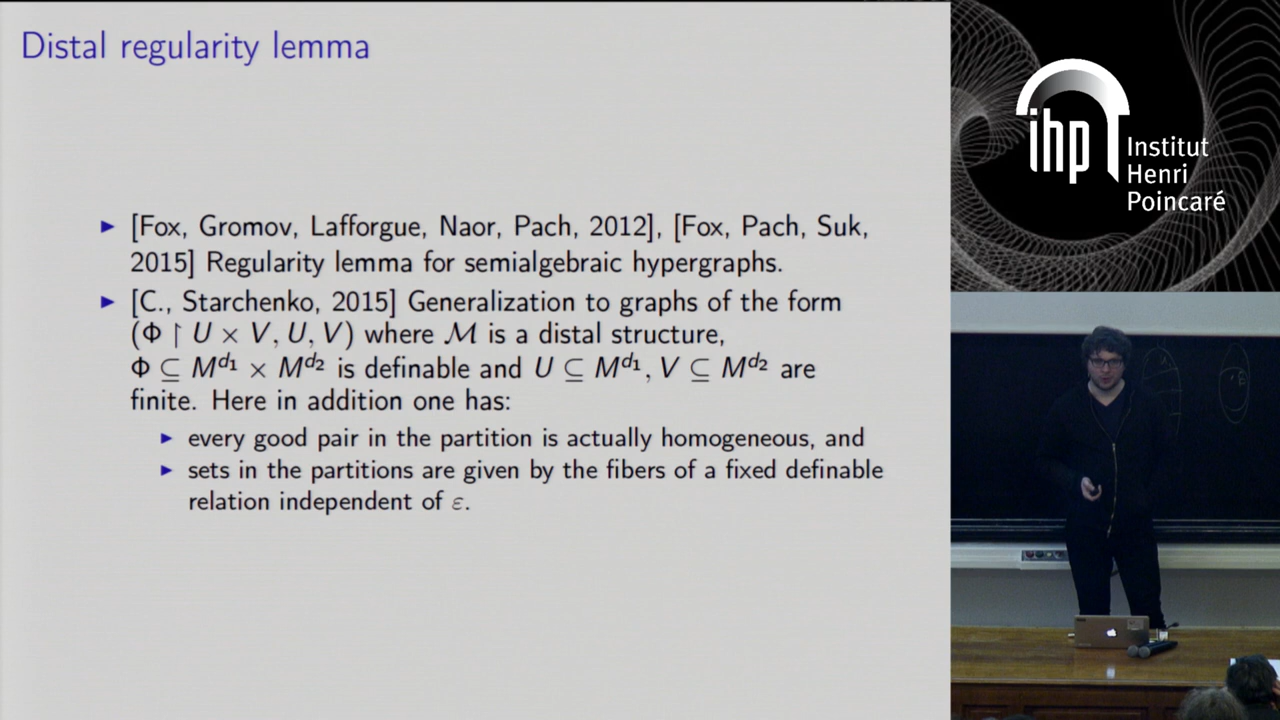 Distal regularity lemma
▶ [Fox, Gromov, Lafforgue, Naor, Pach, 2012], [Fox, Pach, Suk,
2015] Regularity lemma for semialgebraic hypergraphs.
▶ [C., Starchenko, 2015] Generalization to graphs of the form
(Φ ↾ U × V, U, V) where ℳ is a distal structure,
Φ ⊆ M^{d₁} × M^{d₂} is definable and U ⊆ M^{d₁}, V ⊆ M^{d₂} are
finite. Here in addition one has:
▶ every good pair in the partition is actually homogeneous, and
▶ sets in the partitions are given by the fibers of a fixed definable
relation independent of ε.
ihp
Institut
Henri
Poincaré